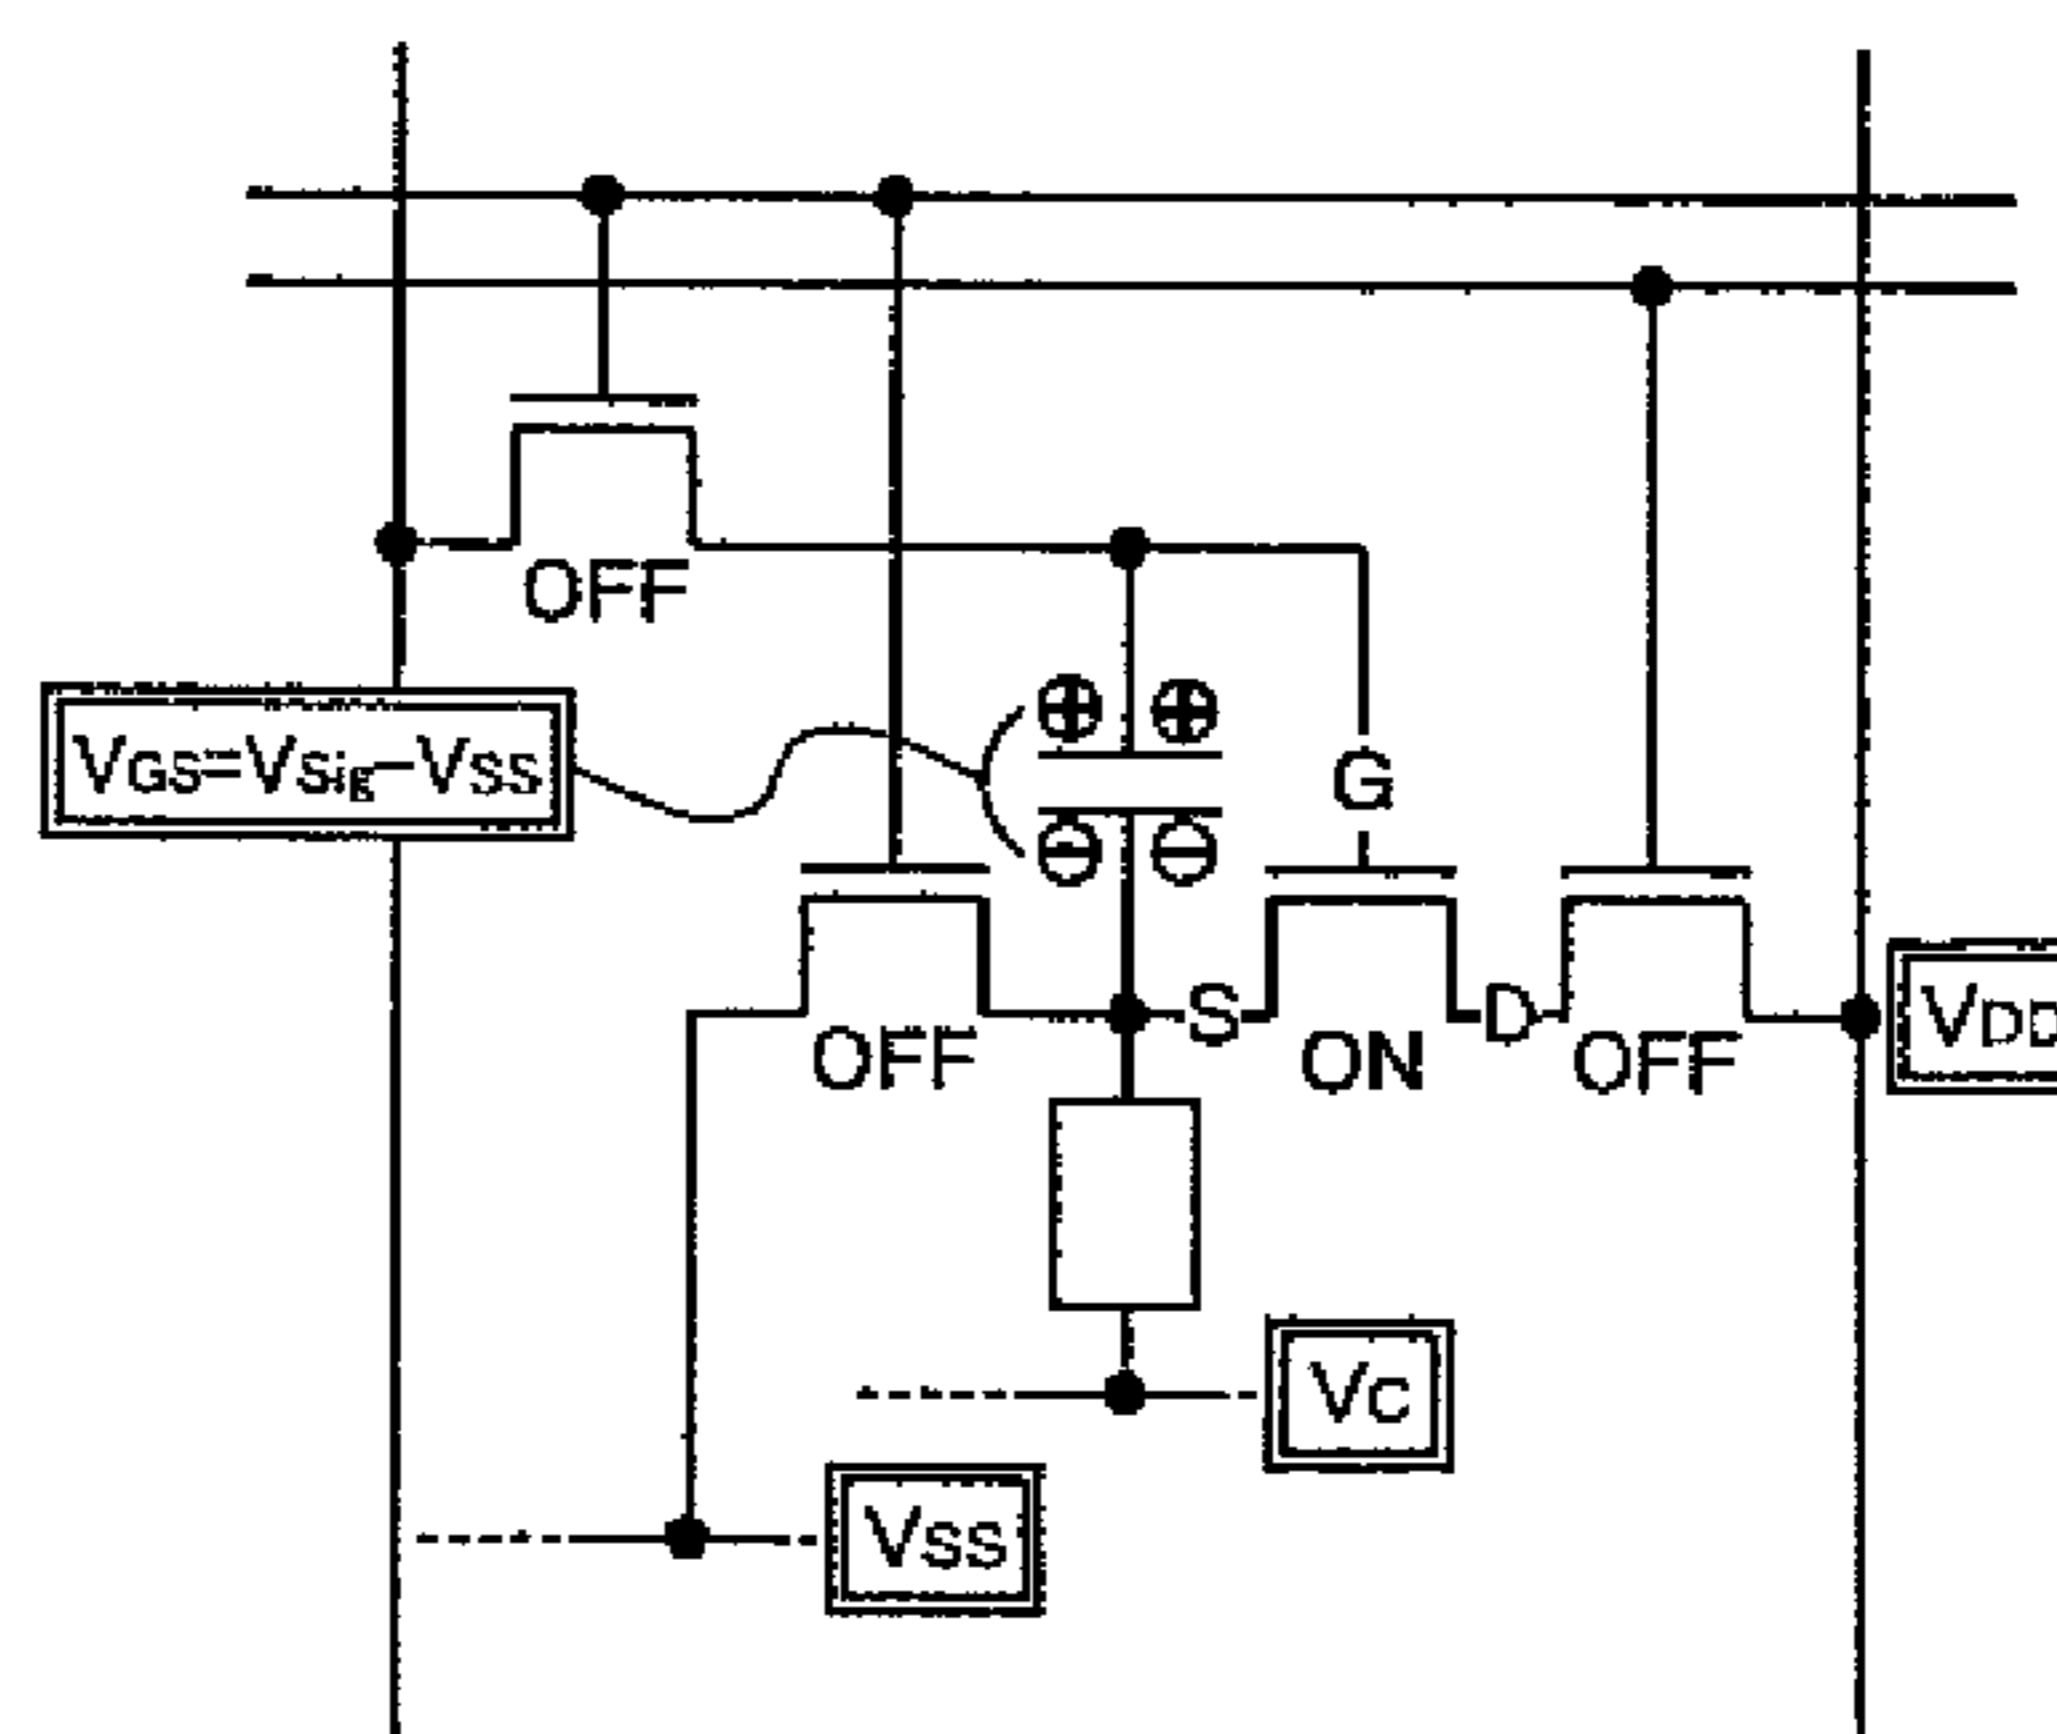 OFF
VGS=VSig−VSS
⊕ ⊕
G
⊖ ⊖
S
D
VDD
OFF
ON
OFF
VC
VSS